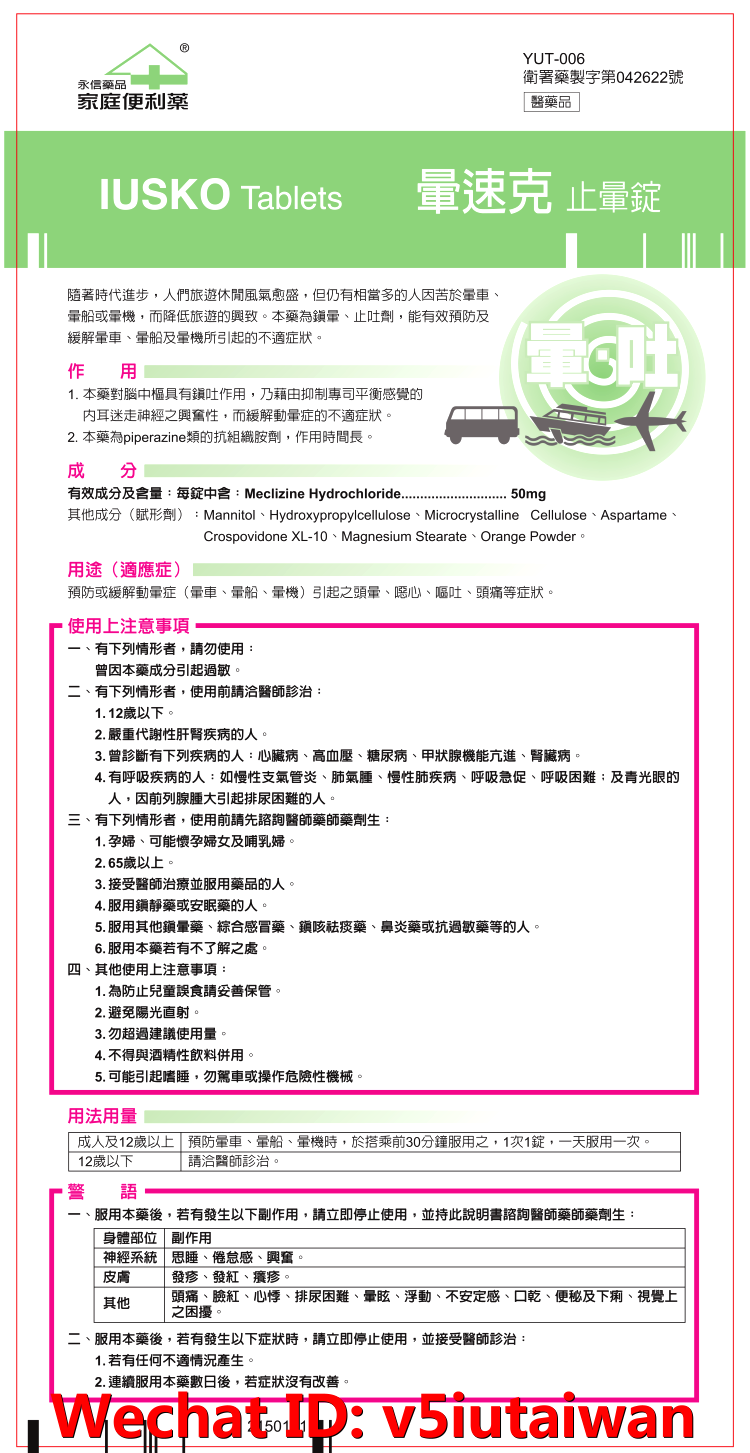 永信藥品
家庭便利藥
®
YUT-006
衛署藥製字第042622號
醫藥品
IUSKO Tablets 暈速克 止暈錠
隨著時代進步，人們旅遊休閒風氣愈盛，但仍有相當多的人因苦於暈車、
暈船或暈機，而降低旅遊的興致。本藥為鎮暈、止吐劑，能有效預防及
緩解暈車、暈船及暈機所引起的不適症狀。
暈吐
作 用
1. 本藥對腦中樞具有鎮吐作用，乃藉由抑制專司平衡感覺的
內耳迷走神經之興奮性，而緩解動暈症的不適症狀。
2. 本藥為piperazine類的抗組織胺劑，作用時間長。
成 分
有效成分及含量：每錠中含：Meclizine Hydrochloride............................ 50mg
其他成分（賦形劑）：Mannitol、Hydroxypropylcellulose、Microcrystalline Cellulose、Aspartame、
Crospovidone XL-10、Magnesium Stearate、Orange Powder。
用途（適應症）
預防或緩解動暈症（暈車、暈船、暈機）引起之頭暈、噁心、嘔吐、頭痛等症狀。
使用上注意事項
一、有下列情形者，請勿使用：
曾因本藥成分引起過敏。
二、有下列情形者，使用前請洽醫師診治：
1. 12歲以下。
2. 嚴重代謝性肝腎疾病的人。
3. 曾診斷有下列疾病的人：心臟病、高血壓、糖尿病、甲狀腺機能亢進、腎臟病。
4. 有呼吸疾病的人：如慢性支氣管炎、肺氣腫、慢性肺疾病、呼吸急促、呼吸困難；及青光眼的
人，因前列腺腫大引起排尿困難的人。
三、有下列情形者，使用前請先諮詢醫師藥師藥劑生：
1. 孕婦、可能懷孕婦女及哺乳婦。
2. 65歲以上。
3. 接受醫師治療並服用藥品的人。
4. 服用鎮靜藥或安眠藥的人。
5. 服用其他鎮暈藥、綜合感冒藥、鎮咳祛痰藥、鼻炎藥或抗過敏藥等的人。
6. 服用本藥若有不了解之處。
四、其他使用上注意事項：
1. 為防止兒童誤食請妥善保管。
2. 避免陽光直射。
3. 勿超過建議使用量。
4. 不得與酒精性飲料併用。
5. 可能引起嗜睡，勿駕車或操作危險性機械。
用法用量
成人及12歲以上 預防暈車、暈船、暈機時，於搭乘前30分鐘服用之，1次1錠，一天服用一次。
12歲以下 請洽醫師診治。
警 語
一、服用本藥後，若有發生以下副作用，請立即停止使用，並持此說明書諮詢醫師藥師藥劑生：
身體部位 副作用
神經系統 思睡、倦怠感、興奮。
皮膚 發疹、發紅、癢疹。
其他 頭痛、臉紅、心悸、排尿困難、暈眩、浮動、不安定感、口乾、便秘及下痢、視覺上
之困擾。
二、服用本藥後，若有發生以下症狀時，請立即停止使用，並接受醫師診治：
1. 若有任何不適情況產生。
2. 連續服用本藥數日後，若症狀沒有改善。
Wechat ID: v5iutaiwan